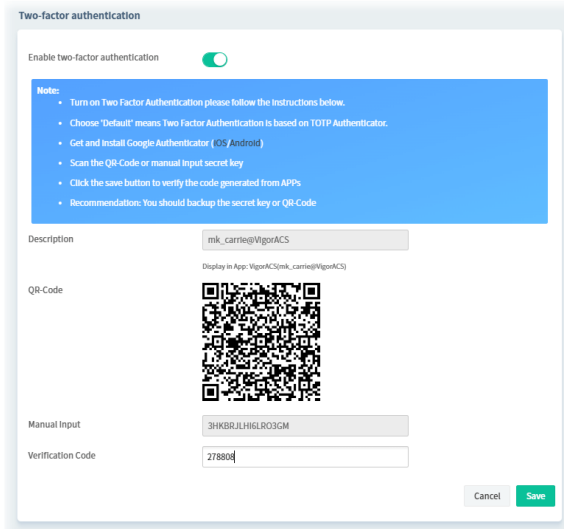 Two-factor authentication
Enable two-factor authentication
Note:
• Turn on Two Factor Authentication please follow the instructions below.
• Choose 'Default' means Two Factor Authentication is based on TOTP Authenticator.
• Get and Install Google Authenticator (iOS/Android)
• Scan the QR-Code or manual input secret key
• Click the save button to verify the code generated from APPs
• Recommendation: You should backup the secret key or QR-Code
Description
mk_carrie@VigorACS
Display in App: VigorACS(mk_carrie@VigorACS)
QR-Code
Manual Input
3HKBRJLHI6LRO3GM
Verification Code
278808
Cancel
Save